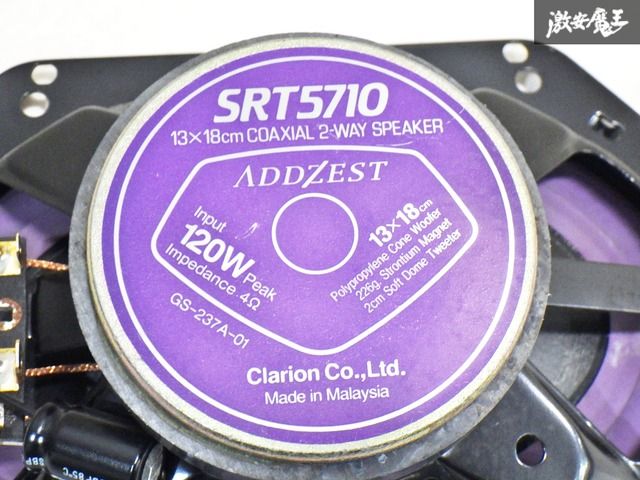 激安魔王
SRT5710
13×18cm COAXIAL 2-WAY SPEAKER
ADDZEST
Input
120W Peak
Impedance 4Ω
13×18cm
Polypropylene Cone Woofer
226g Strontium Magnet
2cm Soft Dome Tweeter
GS-237A-01
Clarion Co.,Ltd.
Made in Malaysia
85°C